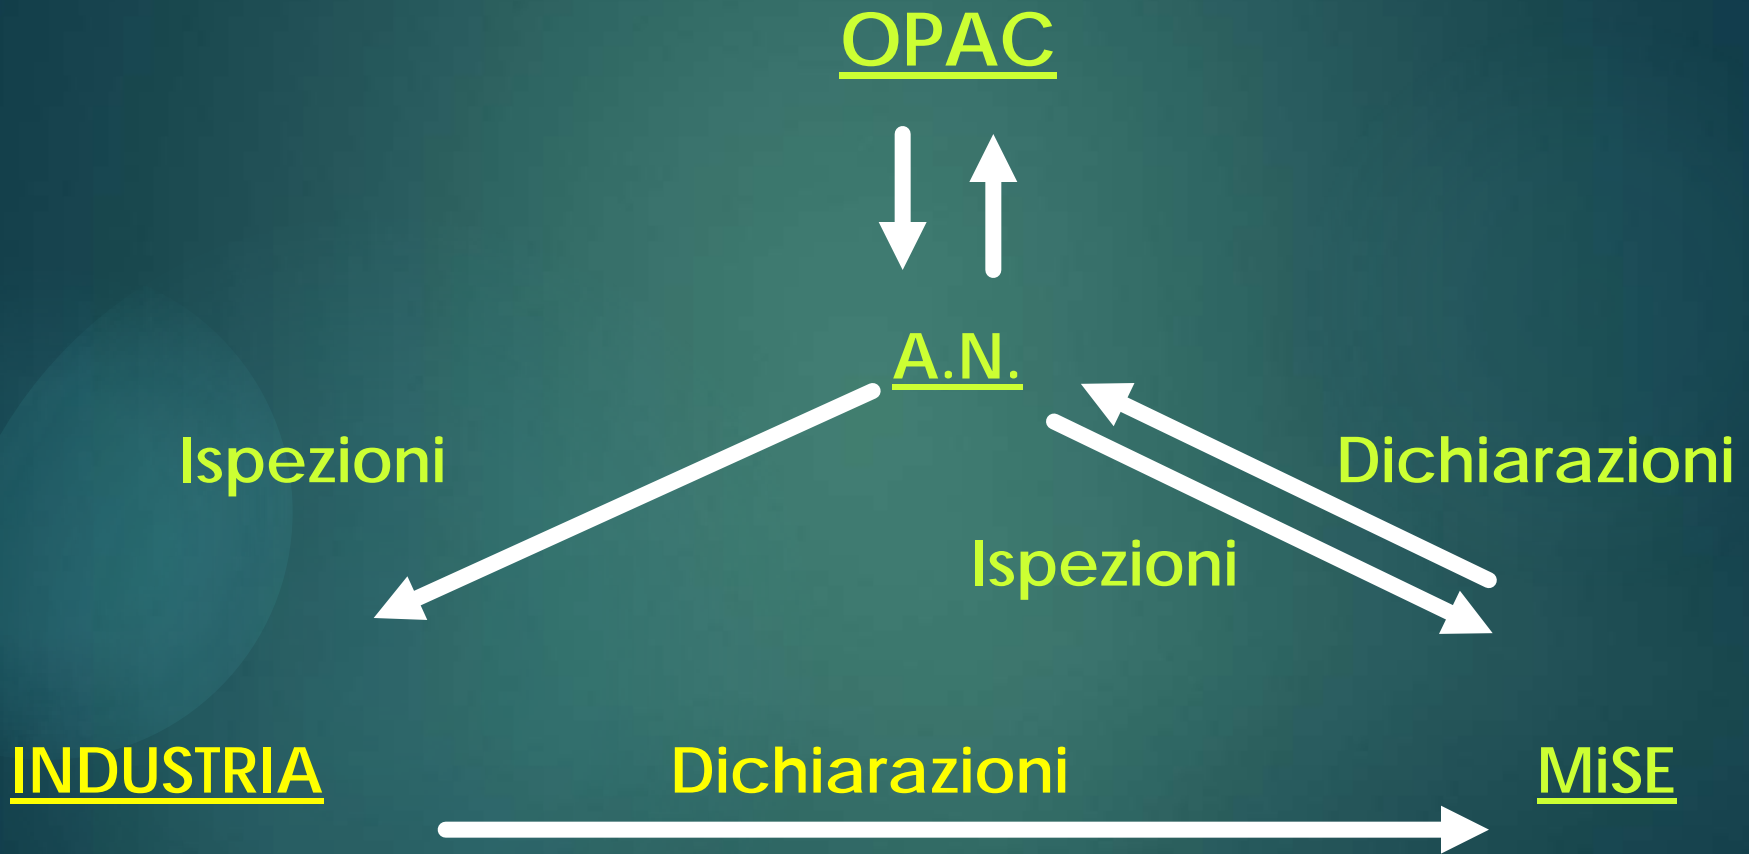 OPAC
A.N.
Ispezioni
Dichiarazioni
Ispezioni
INDUSTRIA
Dichiarazioni
MiSE